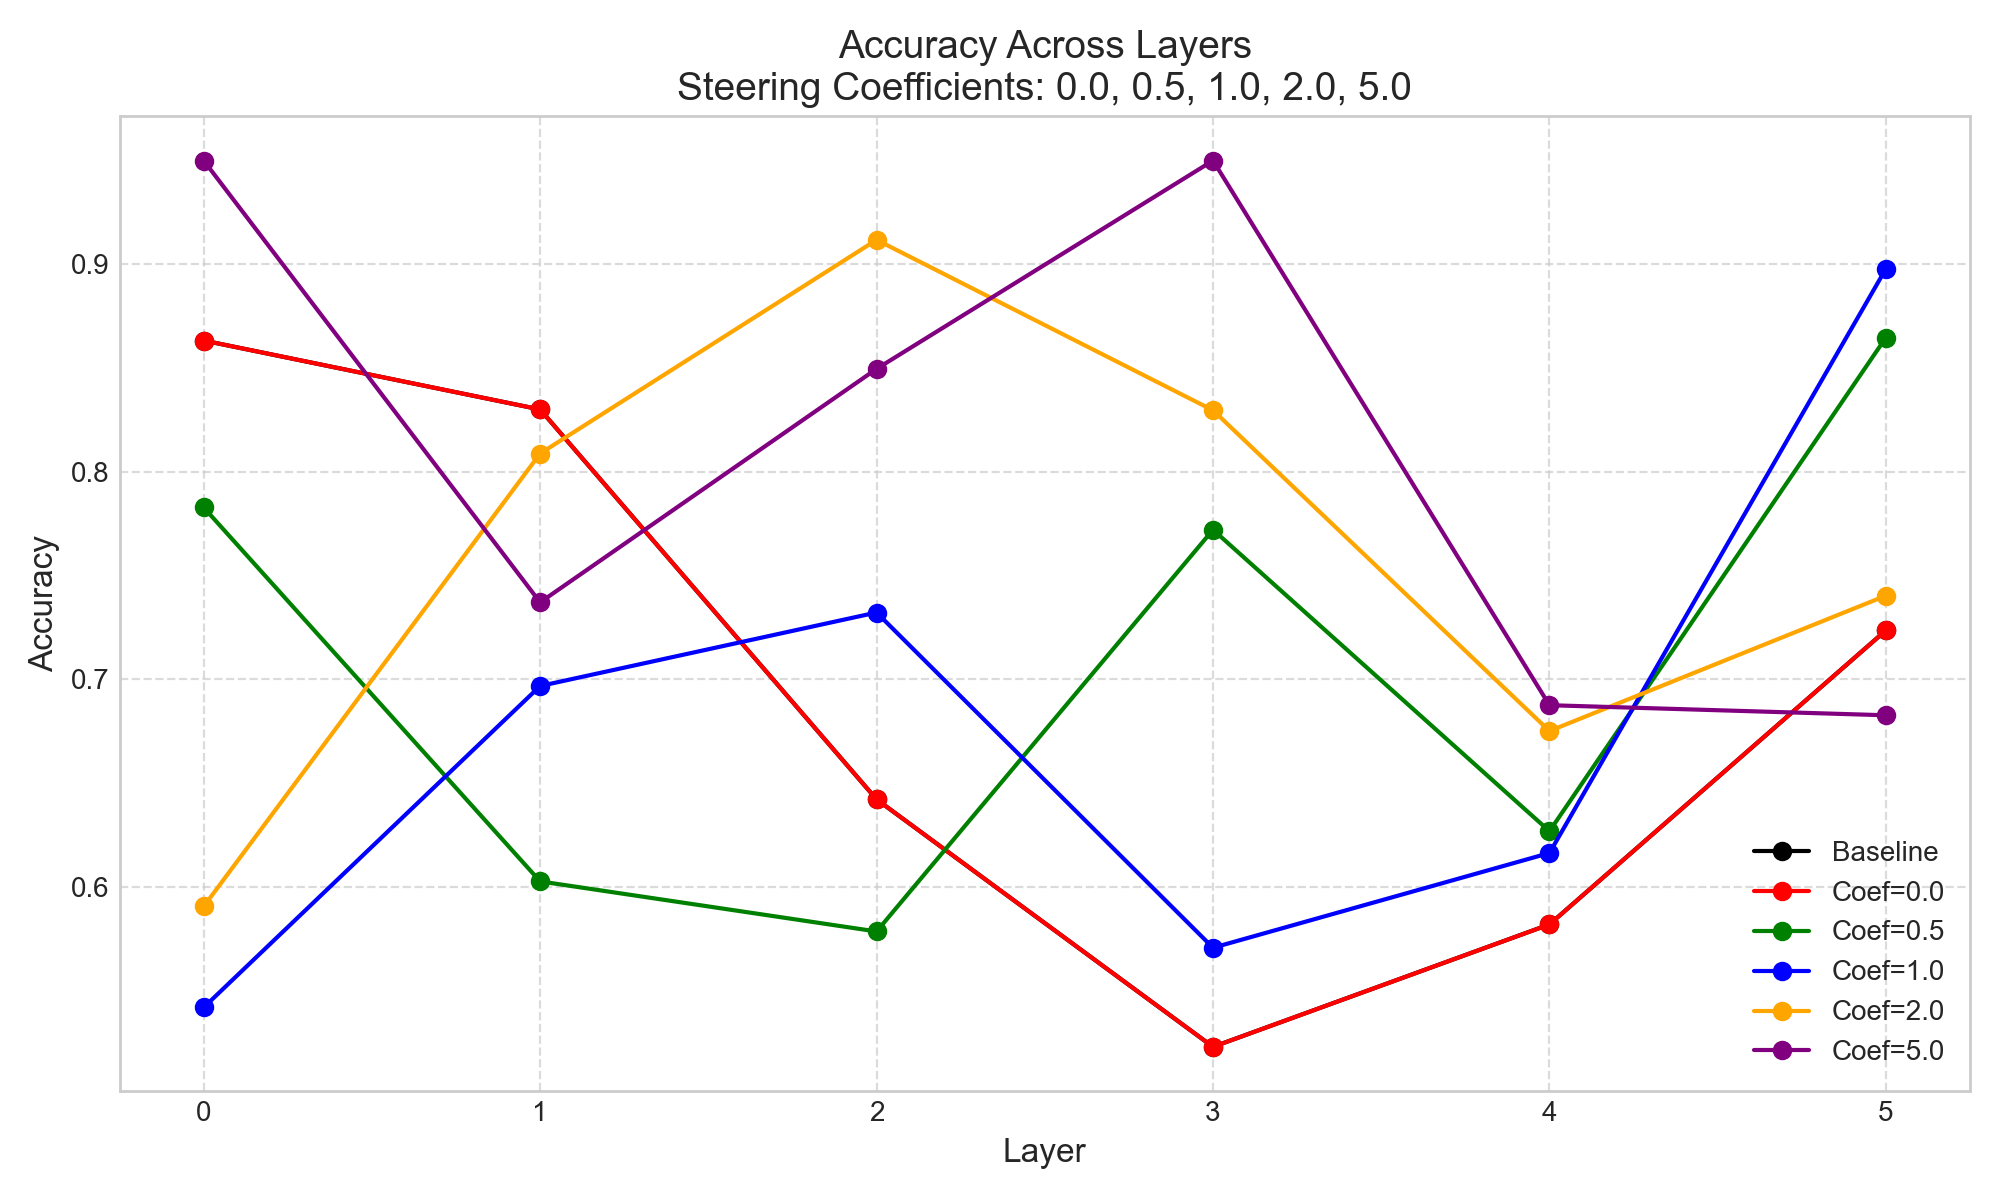 Accuracy Across Layers
Steering Coefficients: 0.0, 0.5, 1.0, 2.0, 5.0
Accuracy
0.9
0.8
0.7
0.6
0 1 2 3 4 5
Layer
Baseline
Coef=0.0
Coef=0.5
Coef=1.0
Coef=2.0
Coef=5.0